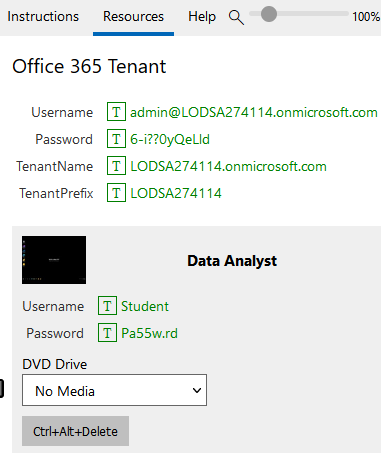 Instructions Resources Help 100%
Office 365 Tenant
Username T admin@LODSA274114.onmicrosoft.com
Password T 6-i??0yQeLld
TenantName T LODSA274114.onmicrosoft.com
TenantPrefix T LODSA274114
Data Analyst
Username T Student
Password T Pa55w.rd
DVD Drive
No Media
Ctrl+Alt+Delete